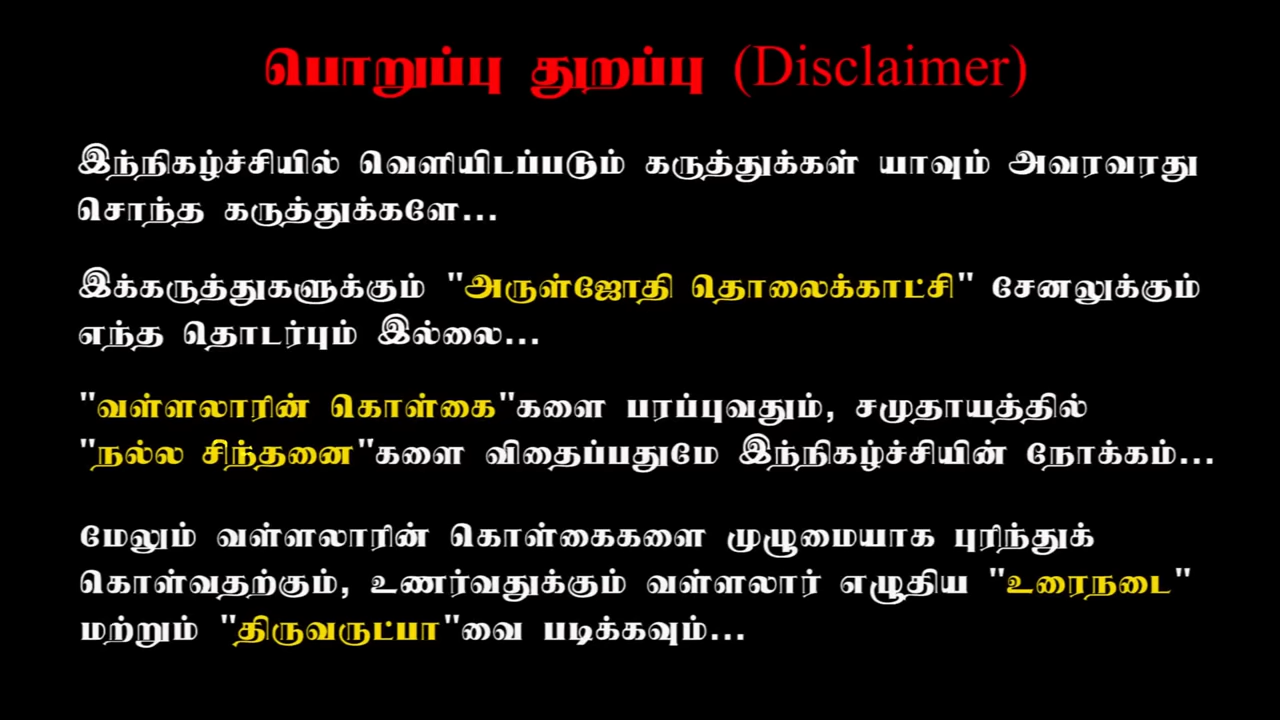 பொறுப்பு துறப்பு (Disclaimer)
இந்நிகழ்ச்சியில் வெளியிடப்படும் கருத்துக்கள் யாவும் அவரவரது
சொந்த கருத்துக்களே...
இக்கருத்துகளுக்கும் "அருள்ஜோதி தொலைக்காட்சி" சேனலுக்கும்
எந்த தொடர்பும் இல்லை...
"வள்ளலாரின் கொள்கை"களை பரப்புவதும், சமுதாயத்தில்
"நல்ல சிந்தனை"களை விதைப்பதுமே இந்நிகழ்ச்சியின் நோக்கம்...
மேலும் வள்ளலாரின் கொள்கைகளை முழுமையாக புரிந்துக்
கொள்வதற்கும், உணர்வதுக்கும் வள்ளலார் எழுதிய "உரைநடை"
மற்றும் "திருவருட்பா"வை படிக்கவும்...